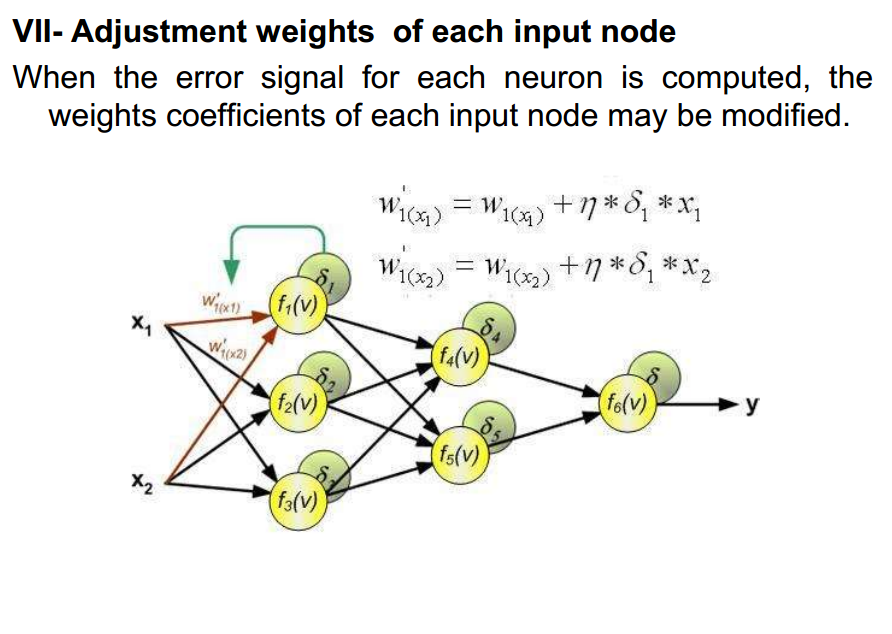 VII- Adjustment weights of each input node
When the error signal for each neuron is computed, the
weights coefficients of each input node may be modified.
w'₁₍ₓ₁₎ = w₁₍ₓ₁₎ + η * δ₁ * x₁
w'₁₍ₓ₂₎ = w₁₍ₓ₂₎ + η * δ₁ * x₂
δ₁
w'₁₍ₓ₁₎
f₁(v)
x₁
δ₄
w'₁₍ₓ₂₎
f₄(v)
δ₂
δ
f₂(v)
f₆(v)
y
δ₅
f₅(v)
δ
x₂
f₃(v)